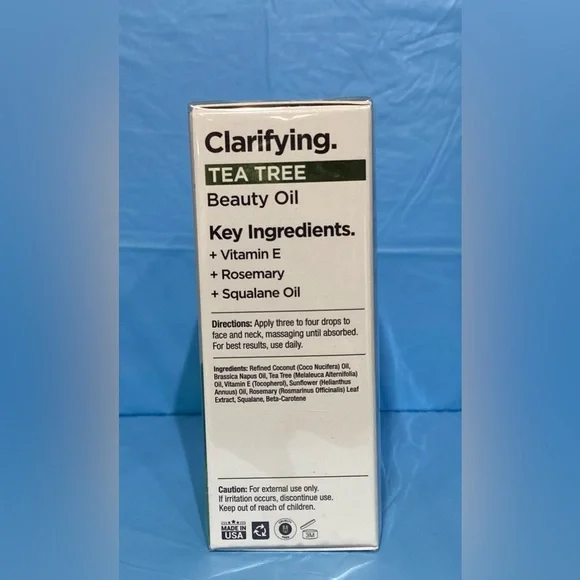 Clarifying.
TEA TREE
Beauty Oil
Key Ingredients.
+ Vitamin E
+ Rosemary
+ Squalane Oil
Directions: Apply three to four drops to
face and neck, massaging until absorbed.
For best results, use daily.
Ingredients: Refined Coconut (Coco Nucifera) Oil,
Brassica Napus Oil, Tea Tree (Melaleuca Alternifolia)
Oil, Vitamin E (Tocopherol), Sunflower (Helianthus
Annuus) Oil, Rosemary (Rosmarinus Officinalis) Leaf
Extract, Squalane, Beta-Carotene
Caution: For external use only.
If irritation occurs, discontinue use.
Keep out of reach of children.
MADE IN
USA
3M